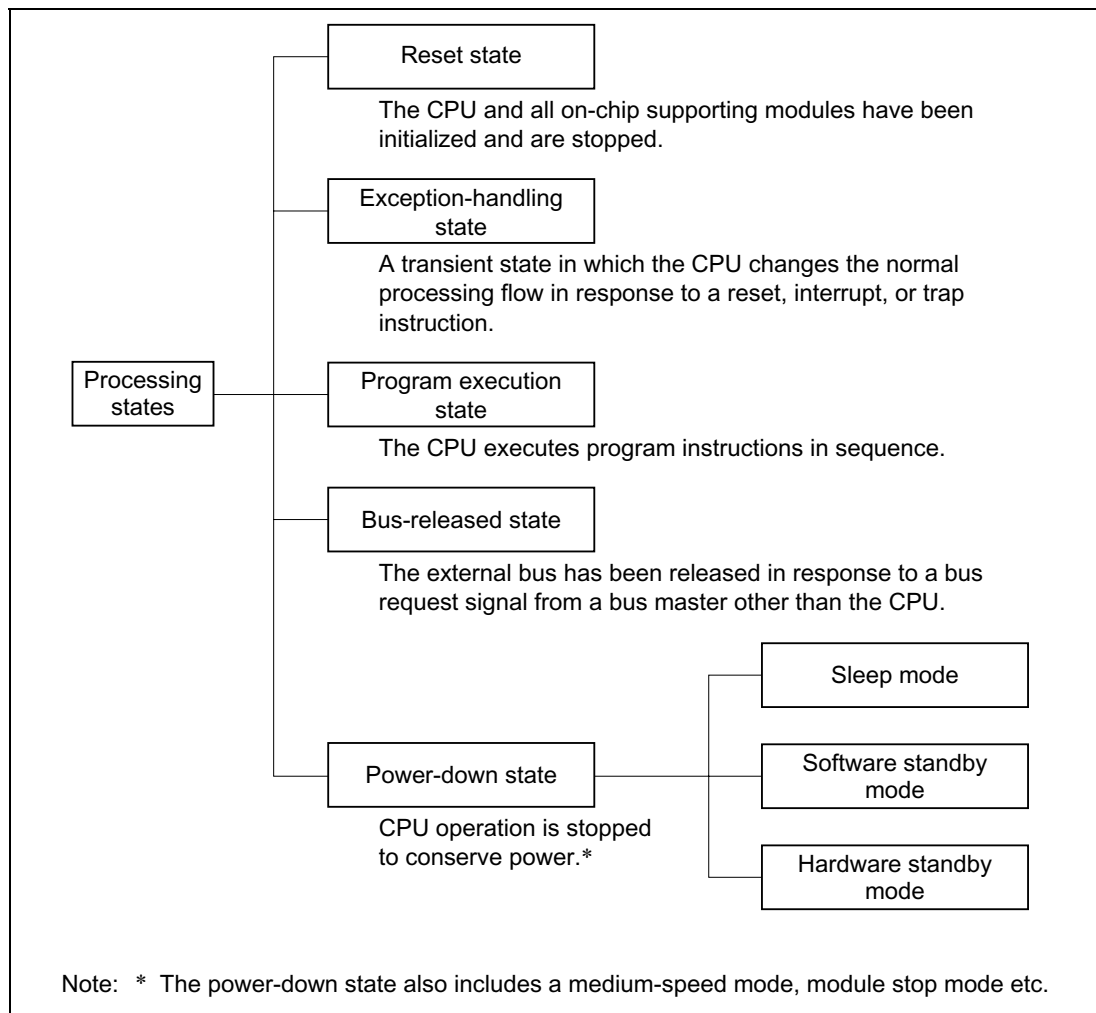 Reset state
The CPU and all on-chip supporting modules have been
initialized and are stopped.
Exception-handling
state
A transient state in which the CPU changes the normal
processing flow in response to a reset, interrupt, or trap
instruction.
Processing
states
Program execution
state
The CPU executes program instructions in sequence.
Bus-released state
The external bus has been released in response to a bus
request signal from a bus master other than the CPU.
Sleep mode
Power-down state
CPU operation is stopped
to conserve power.*
Software standby
mode
Hardware standby
mode
Note: * The power-down state also includes a medium-speed mode, module stop mode etc.